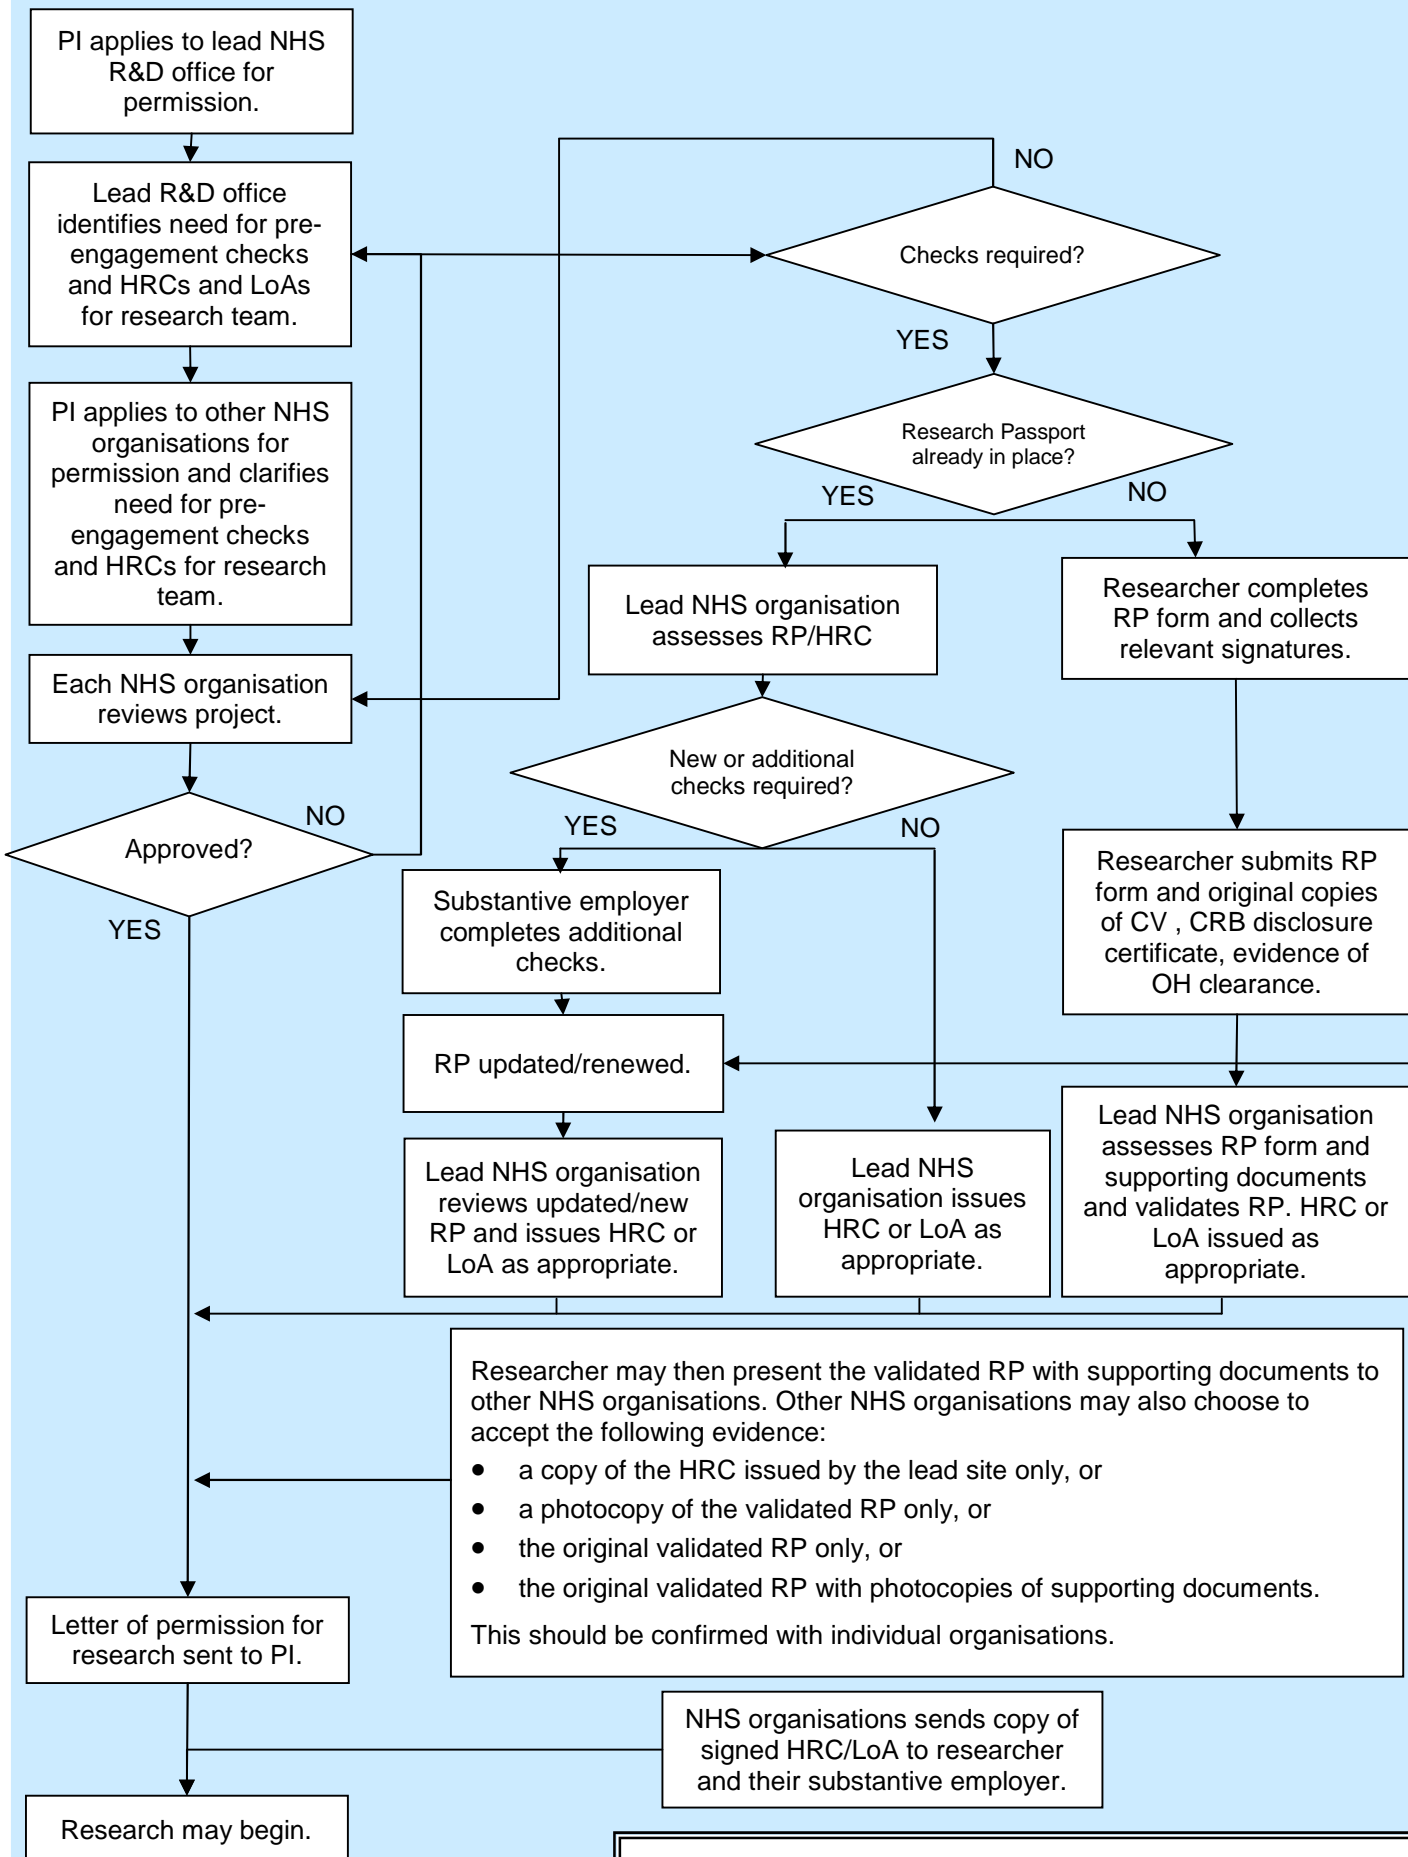 PI applies to lead NHS
R&D office for
permission.
Lead R&D office
identifies need for pre-
engagement checks
and HRCs and LoAs
for research team.
PI applies to other NHS
organisations for
permission and clarifies
need for pre-
engagement checks
and HRCs for research
team.
Each NHS organisation
reviews project.
Approved?
NO
YES
Checks required?
NO
YES
Research Passport
already in place?
YES
NO
Lead NHS organisation
assesses RP/HRC
Researcher completes
RP form and collects
relevant signatures.
New or additional
checks required?
YES
NO
Substantive employer
completes additional
checks.
Researcher submits RP
form and original copies
of CV , CRB disclosure
certificate, evidence of
OH clearance.
RP updated/renewed.
Lead NHS organisation
reviews updated/new
RP and issues HRC or
LoA as appropriate.
Lead NHS
organisation issues
HRC or LoA as
appropriate.
Lead NHS organisation
assesses RP form and
supporting documents
and validates RP. HRC or
LoA issued as
appropriate.
Researcher may then present the validated RP with supporting documents to
other NHS organisations. Other NHS organisations may also choose to
accept the following evidence:
• a copy of the HRC issued by the lead site only, or
• a photocopy of the validated RP only, or
• the original validated RP only, or
• the original validated RP with photocopies of supporting documents.
This should be confirmed with individual organisations.
Letter of permission for
research sent to PI.
NHS organisations sends copy of
signed HRC/LoA to researcher
and their substantive employer.
Research may begin.